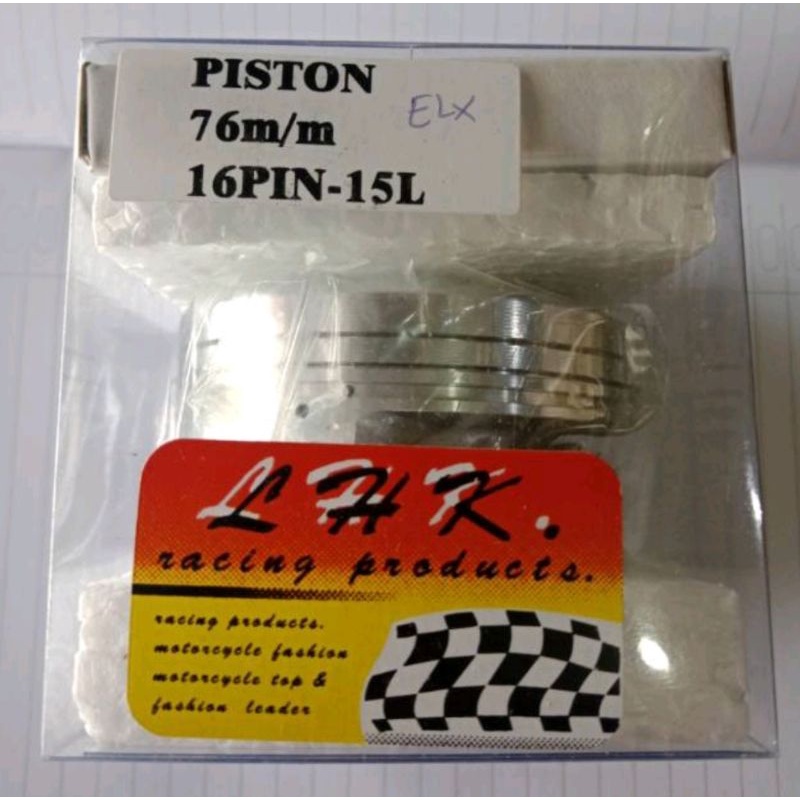 PISTON
76m/m
ELX
16PIN-15L
LHK.
racing products.
racing products.
motorcycle fashion
motorcycle top &
fashion leader